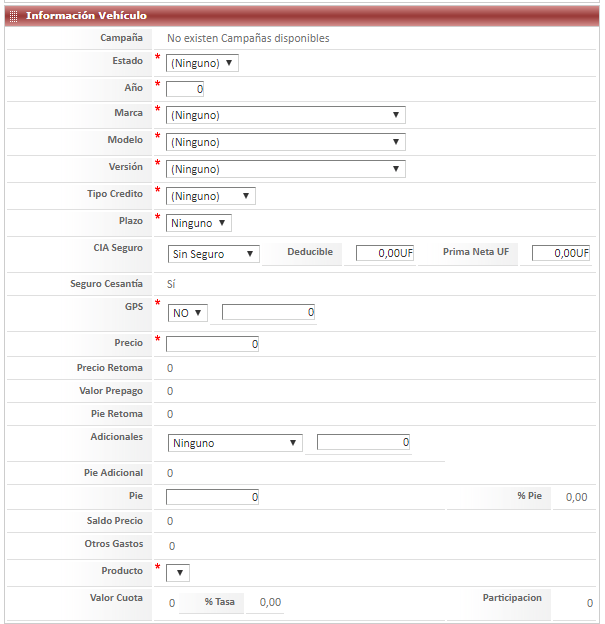 Información Vehículo
Campaña No existen Campañas disponibles
Estado * (Ninguno)
Año * 0
Marca * (Ninguno)
Modelo * (Ninguno)
Versión * (Ninguno)
Tipo Credito * (Ninguno)
Plazo * Ninguno
CIA Seguro Sin Seguro Deducible 0,00UF Prima Neta UF 0,00UF
Seguro Cesantía Sí
GPS * NO 0
Precio * 0
Precio Retoma 0
Valor Prepago 0
Pie Retoma 0
Adicionales Ninguno 0
Pie Adicional 0
Pie 0 % Pie 0,00
Saldo Precio 0
Otros Gastos 0
Producto *
Valor Cuota 0 % Tasa 0,00 Participacion 0